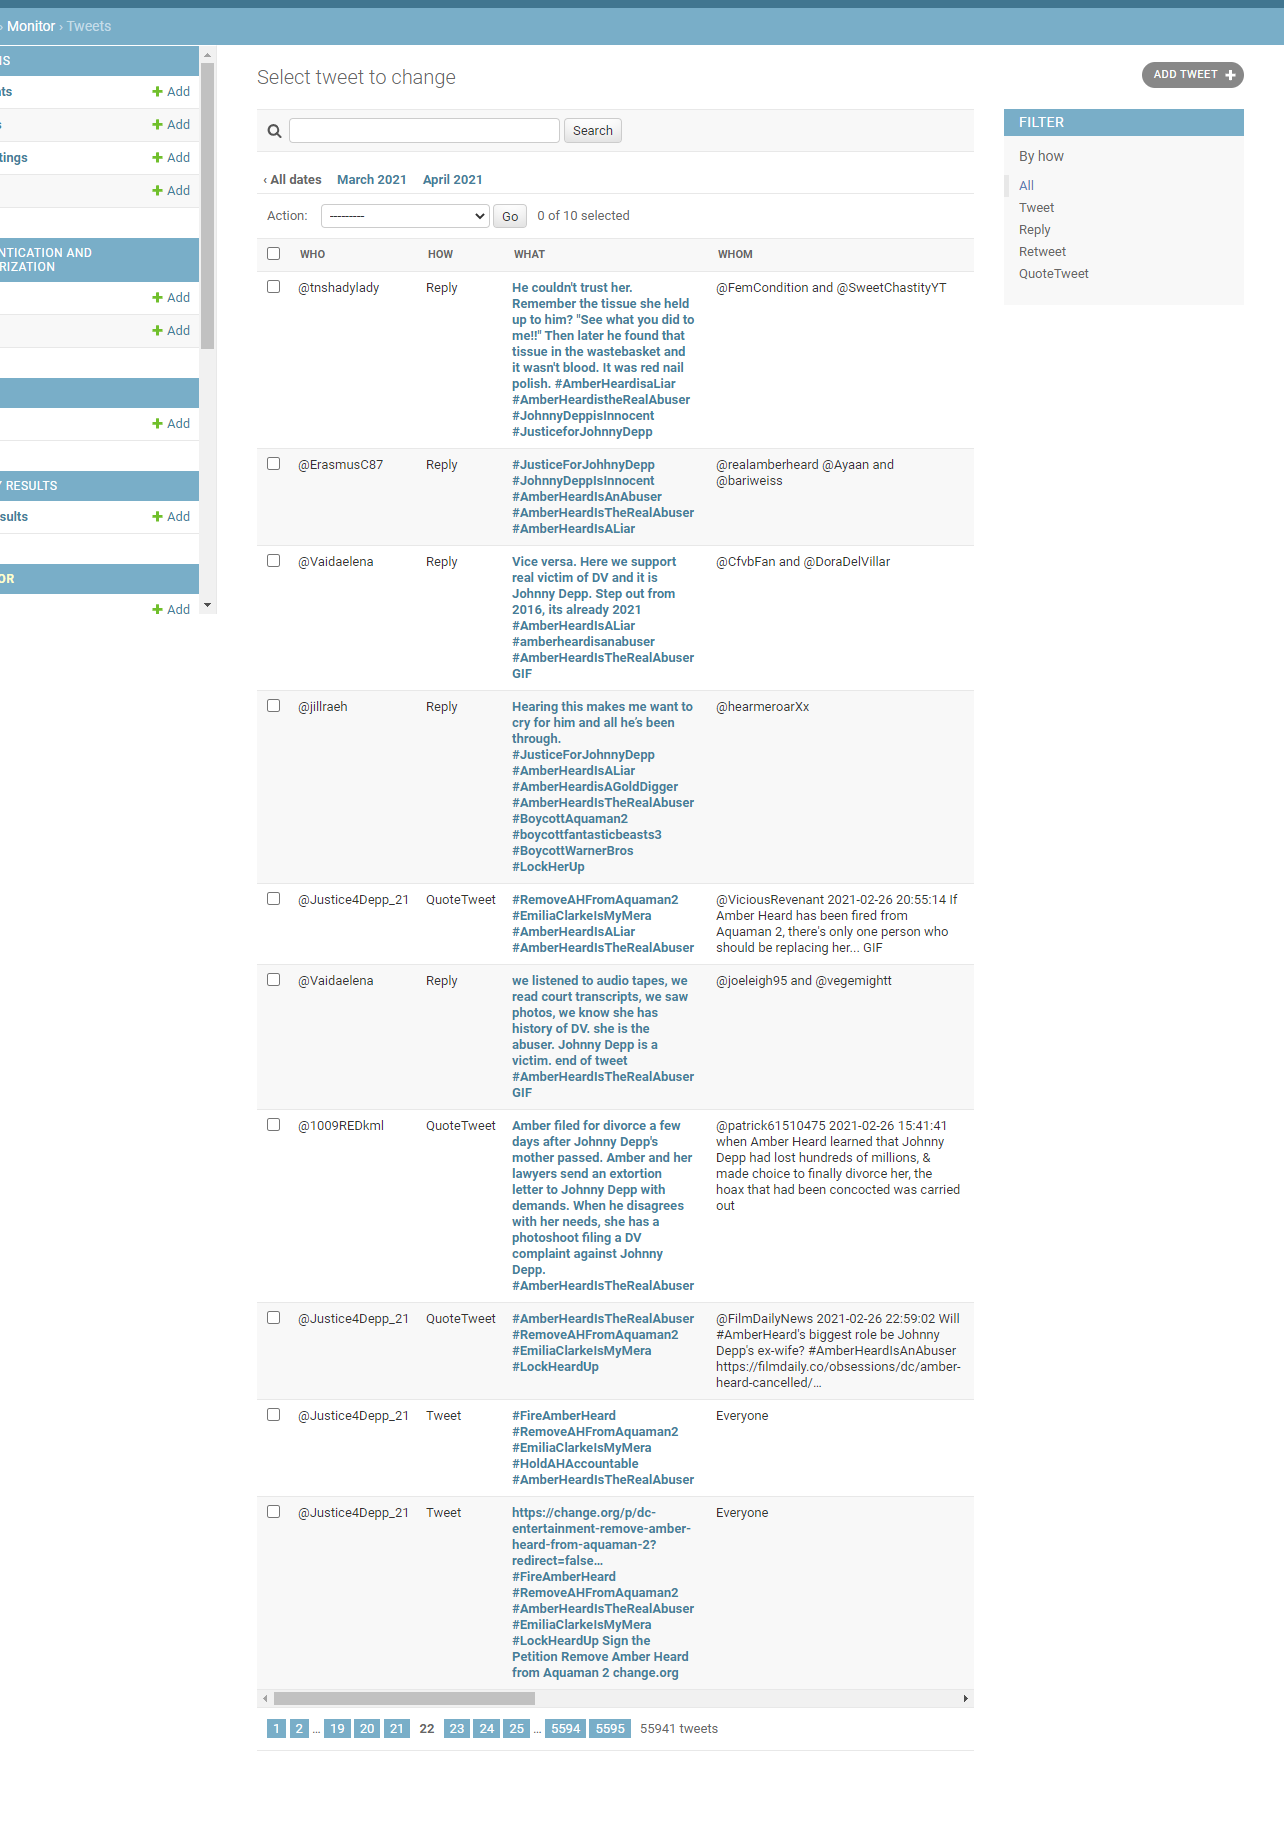 › Monitor › Tweets
Select tweet to change
ADD TWEET
Add
Add
tings
Add
Add
NTICATION AND
RIZATION
Add
Add
Add
RESULTS
sults
Add
OR
Add
Search
‹ All dates March 2021 April 2021
Action: --------- Go 0 of 10 selected
WHO HOW WHAT WHOM
@tnshadylady Reply He couldn't trust her. @FemCondition and @SweetChastityYT
Remember the tissue she held
up to him? "See what you did to
me!!" Then later he found that
tissue in the wastebasket and
it wasn't blood. It was red nail
polish. #AmberHeardisaLiar
#AmberHeardistheRealAbuser
#JohnnyDeppisInnocent
#JusticeforJohnnyDepp
@ErasmusC87 Reply #JusticeForJohhnyDepp @realamberheard @Ayaan and
#JohnnyDeppIsInnocent @bariweiss
#AmberHeardIsAnAbuser
#AmberHeardIsTheRealAbuser
#AmberHeardIsALiar
@Vaidaelena Reply Vice versa. Here we support @CfvbFan and @DoraDelVillar
real victim of DV and it is
Johnny Depp. Step out from
2016, its already 2021
#AmberHeardIsALiar
#amberheardisanabuser
#AmberHeardIsTheRealAbuser
GIF
@jillraeh Reply Hearing this makes me want to @hearmeroarXx
cry for him and all he’s been
through.
#JusticeForJohnnyDepp
#AmberHeardIsALiar
#AmberHeardisAGoldDigger
#AmberHeardIsTheRealAbuser
#BoycottAquaman2
#boycottfantasticbeasts3
#BoycottWarnerBros
#LockHerUp
@Justice4Depp_21 QuoteTweet #RemoveAHFromAquaman2 @ViciousRevenant 2021-02-26 20:55:14 If
#EmiliaClarkeIsMyMera Amber Heard has been fired from
#AmberHeardIsALiar Aquaman 2, there's only one person who
#AmberHeardIsTheRealAbuser should be replacing her... GIF
@Vaidaelena Reply we listened to audio tapes, we @joeleigh95 and @vegemightt
read court transcripts, we saw
photos, we know she has
history of DV. she is the
abuser. Johnny Depp is a
victim. end of tweet
#AmberHeardIsTheRealAbuser
GIF
@1009REDkml QuoteTweet Amber filed for divorce a few @patrick61510475 2021-02-26 15:41:41
days after Johnny Depp's when Amber Heard learned that Johnny
mother passed. Amber and her Depp had lost hundreds of millions, &
lawyers send an extortion made choice to finally divorce her, the
letter to Johnny Depp with hoax that had been concocted was carried
demands. When he disagrees out
with her needs, she has a
photoshoot filing a DV
complaint against Johnny
Depp.
#AmberHeardIsTheRealAbuser
@Justice4Depp_21 QuoteTweet #AmberHeardIsTheRealAbuser @FilmDailyNews 2021-02-26 22:59:02 Will
#RemoveAHFromAquaman2 #AmberHeard's biggest role be Johnny
#EmiliaClarkeIsMyMera Depp's ex-wife? #AmberHeardIsAnAbuser
#LockHeardUp https://filmdaily.co/obsessions/dc/amber-
heard-cancelled/…
@Justice4Depp_21 Tweet #FireAmberHeard Everyone
#RemoveAHFromAquaman2
#EmiliaClarkeIsMyMera
#HoldAHAccountable
#AmberHeardIsTheRealAbuser
@Justice4Depp_21 Tweet https://change.org/p/dc- Everyone
entertainment-remove-amber-
heard-from-aquaman-2?
redirect=false…
#FireAmberHeard
#RemoveAHFromAquaman2
#AmberHeardIsTheRealAbuser
#EmiliaClarkeIsMyMera
#LockHeardUp Sign the
Petition Remove Amber Heard
from Aquaman 2 change.org
1 2 … 19 20 21 22 23 24 25 … 5594 5595 55941 tweets
FILTER
By how
All
Tweet
Reply
Retweet
QuoteTweet